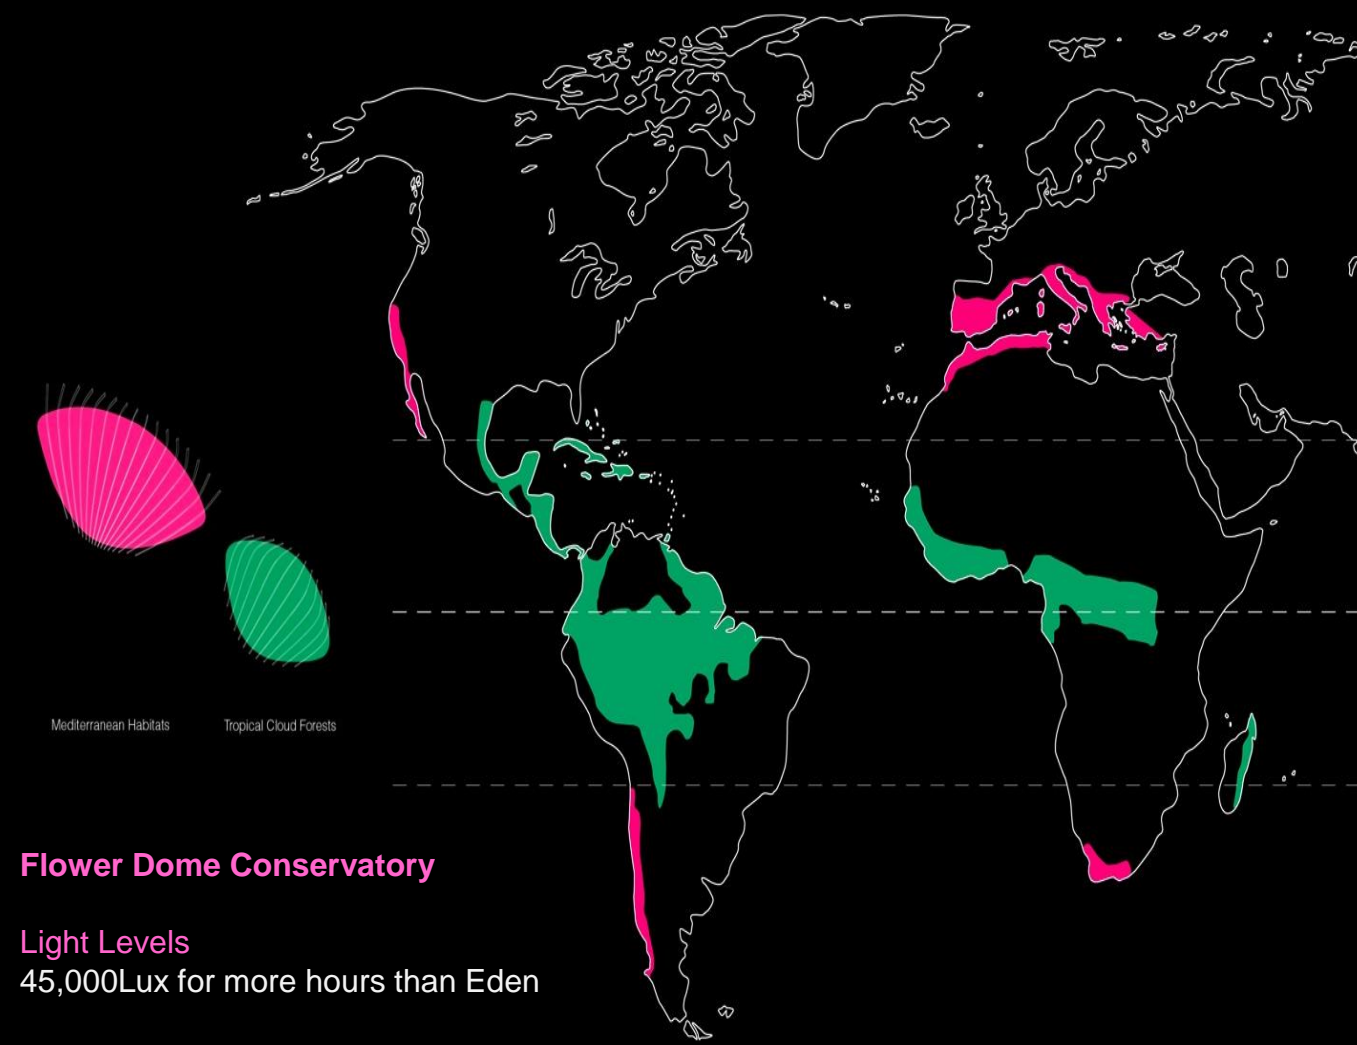 Mediterranean Habitats
Tropical Cloud Forests
Flower Dome Conservatory
Light Levels
45,000Lux for more hours than Eden